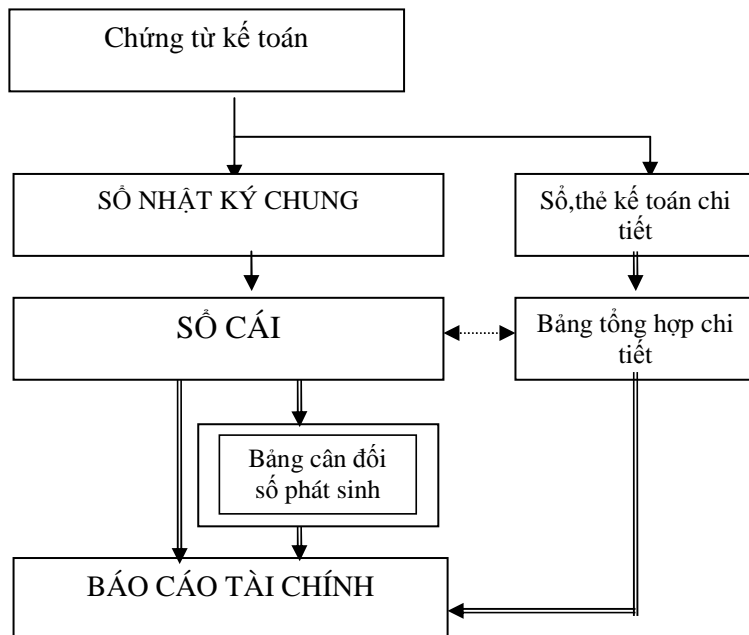 Chứng từ kế toán
SỔ NHẬT KÝ CHUNG
Sổ,thẻ kế toán chi
tiết
SỔ CÁI
Bảng tổng hợp chi
tiết
Bảng cân đối
số phát sinh
BÁO CÁO TÀI CHÍNH